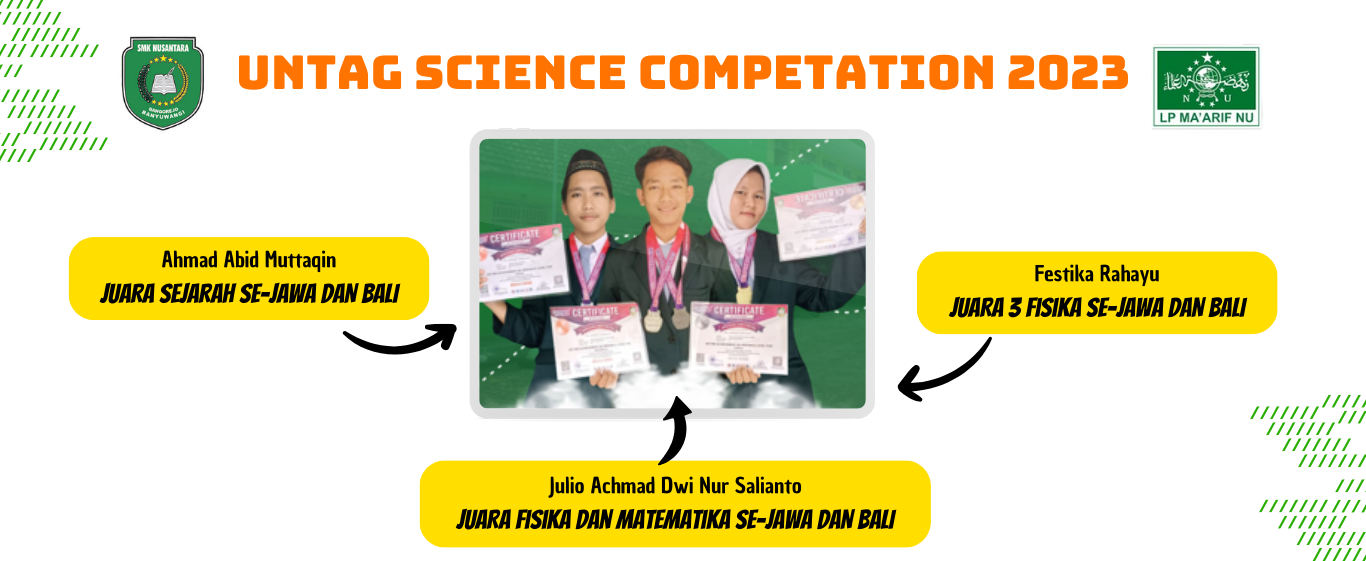 SMK NUSANTARA
BANGOREJO
BANYUWANGI
UNTAG SCIENCE COMPETATION 2023
N U
LP MA'ARIF NU
Ahmad Abid Muttaqin
JUARA SEJARAH SE-JAWA DAN BALI
CERTIFICATE
CERTIFICATE
CERTIFICATE
CERTIFICATE
Festika Rahayu
JUARA 3 FISIKA SE-JAWA DAN BALI
Julio Achmad Dwi Nur Salianto
JUARA FISIKA DAN MATEMATIKA SE-JAWA DAN BALI